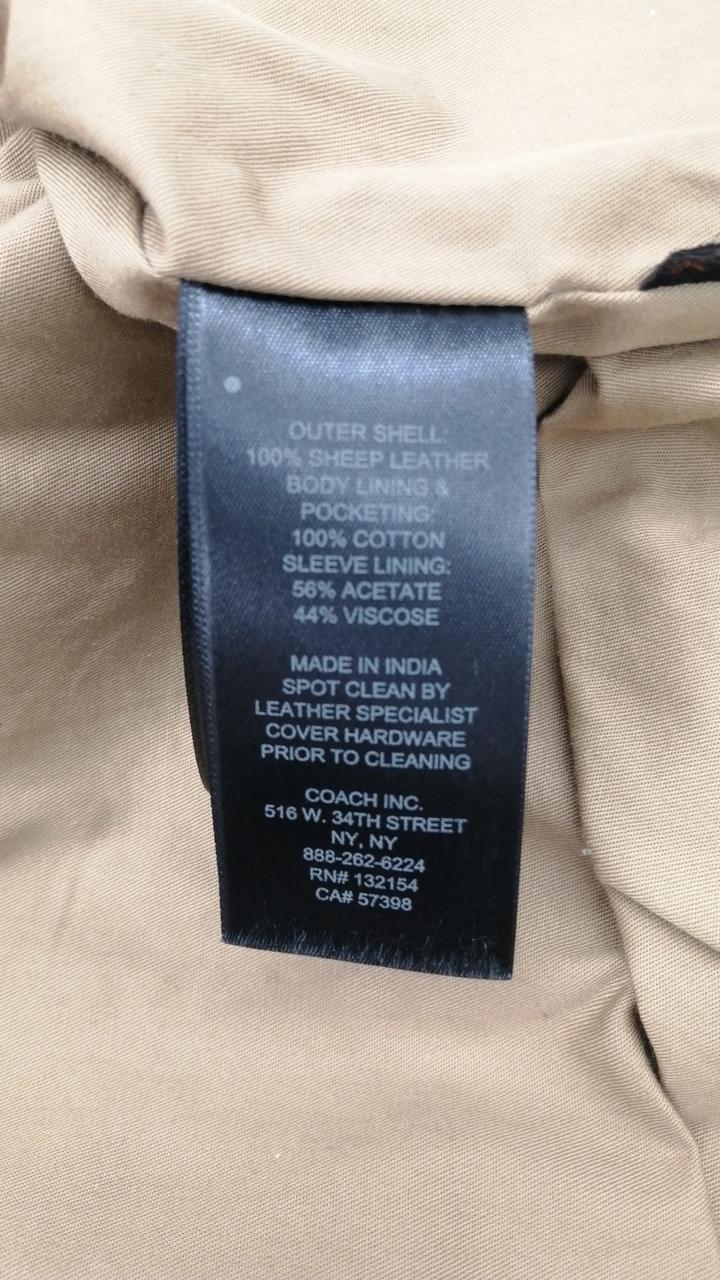 OUTER SHELL:
100% SHEEP LEATHER
BODY LINING &
POCKETING:
100% COTTON
SLEEVE LINING:
56% ACETATE
44% VISCOSE
MADE IN INDIA
SPOT CLEAN BY
LEATHER SPECIALIST
COVER HARDWARE
PRIOR TO CLEANING
COACH INC.
516 W. 34TH STREET
NY, NY
888-262-6224
RN# 132154
CA# 57398